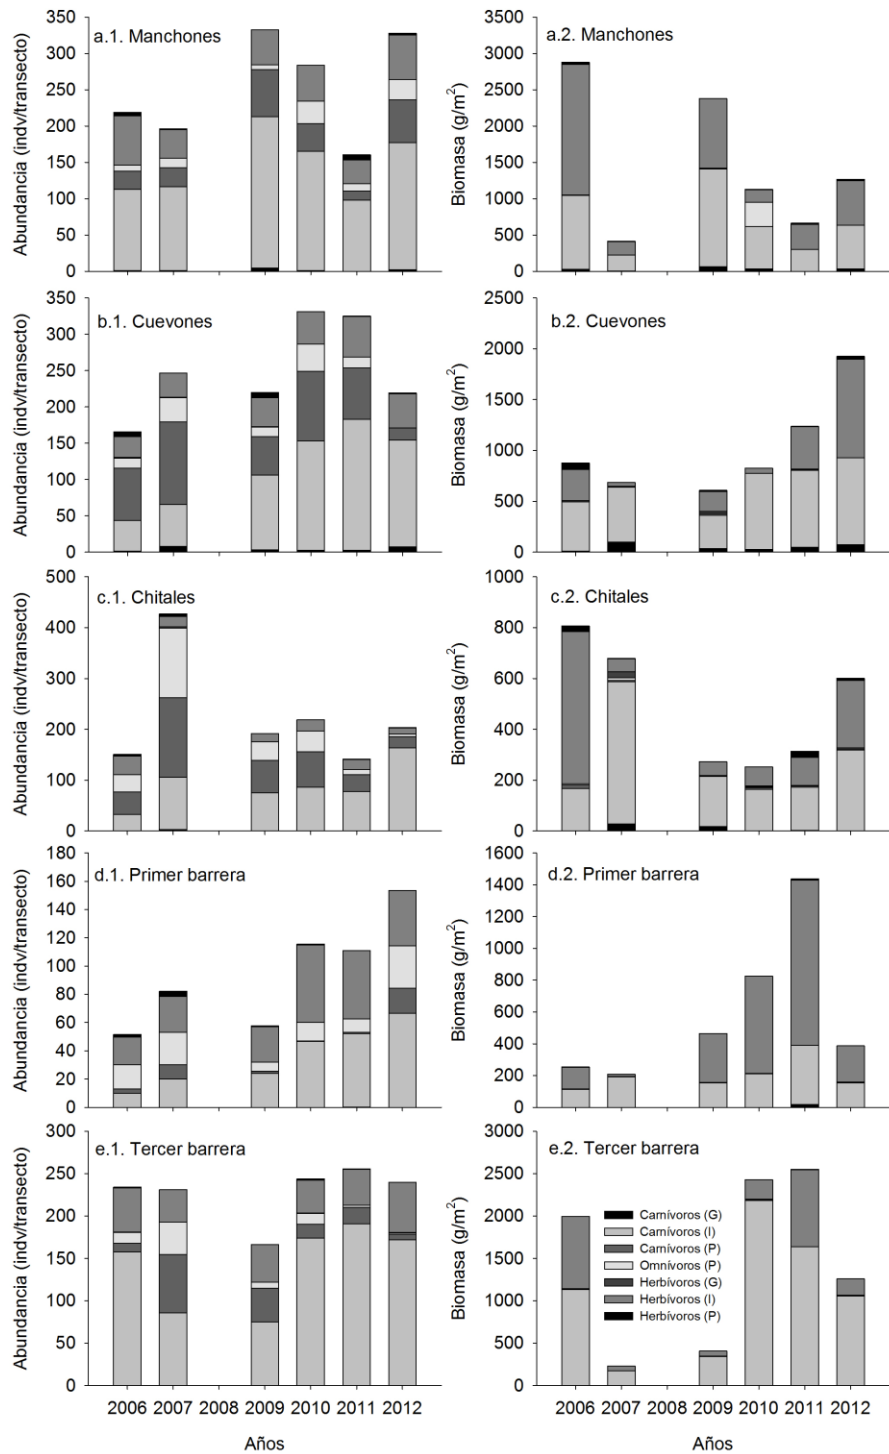 a.1. Manchones
Abundancia (indv/transecto)
350
300
250
200
150
100
50
0
a.2. Manchones
Biomasa (g/m²)
3500
3000
2500
2000
1500
1000
500
0
b.1. Cuevones
Abundancia (indv/transecto)
350
300
250
200
150
100
50
0
b.2. Cuevones
Biomasa (g/m²)
2500
2000
1500
1000
500
0
c.1. Chitales
Abundancia (indv/transecto)
500
400
300
200
100
0
c.2. Chitales
Biomasa (g/m²)
1000
800
600
400
200
0
d.1. Primer barrera
Abundancia (indv/transecto)
180
160
140
120
100
80
60
40
20
0
d.2. Primer barrera
Biomasa (g/m²)
1600
1400
1200
1000
800
600
400
200
0
e.1. Tercer barrera
Abundancia (indv/transecto)
300
250
200
150
100
50
0
2006 2007 2008 2009 2010 2011 2012
Años
e.2. Tercer barrera
Biomasa (g/m²)
3000
2500
2000
1500
1000
500
0
Carnívoros (G)
Carnívoros (I)
Carnívoros (P)
Omnívoros (P)
Herbívoros (G)
Herbívoros (I)
Herbívoros (P)
2006 2007 2008 2009 2010 2011 2012
Años